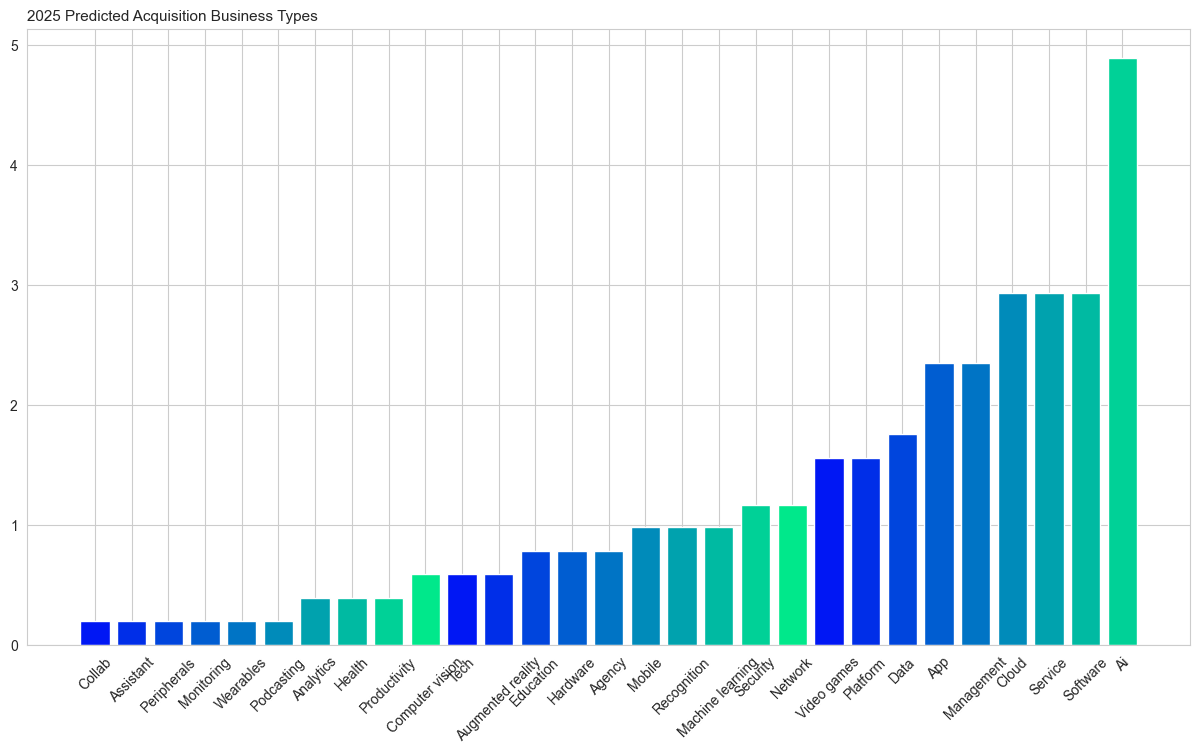 2025 Predicted Acquisition Business Types
5
4
3
2
1
0
Collab
Assistant
Peripherals
Monitoring
Wearables
Podcasting
Analytics
Health
Productivity
Computer vision
Tech
Augmented reality
Education
Hardware
Agency
Mobile
Recognition
Machine learning
Security
Network
Video games
Platform
Data
App
Management
Cloud
Service
Software
Ai